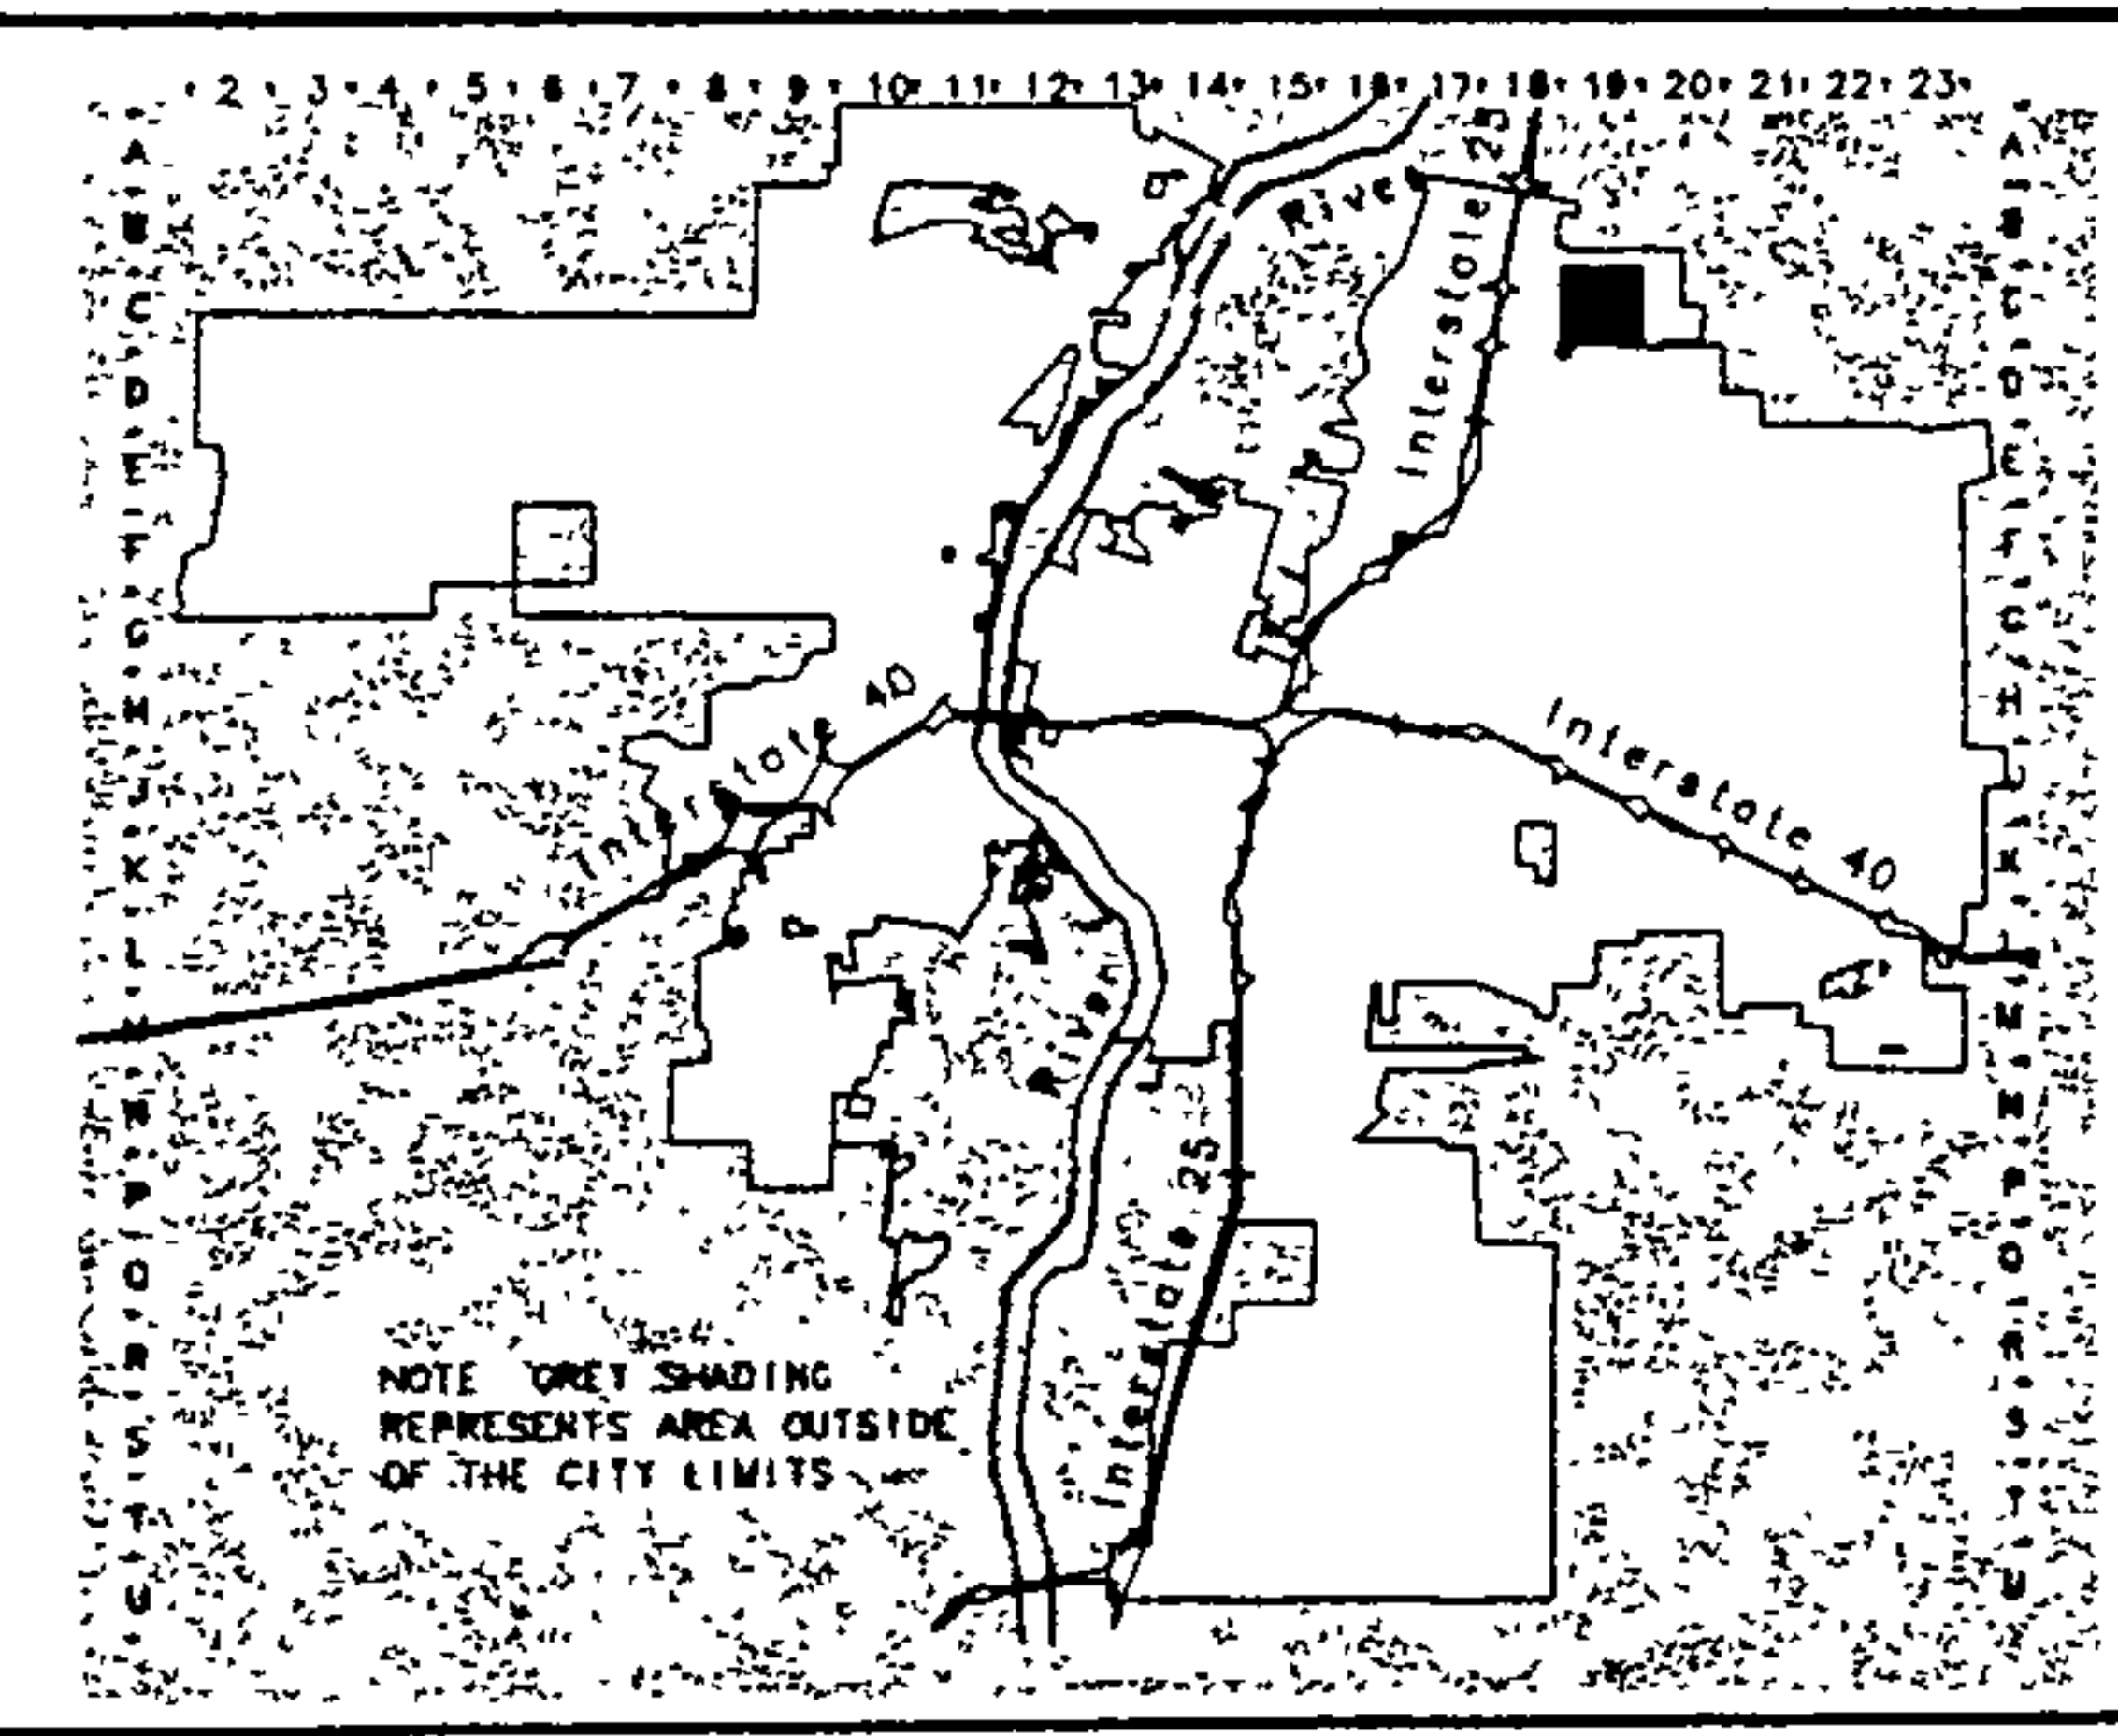 2 3 4 5 6 7 8 9 10 11 12 13 14 15 16 17 18 19 20 21 22 23
A A
B B
C C
D D
E E
F F
G G
H H
J J
K K
L L
M M
N N
P P
O O
R R
S S
T T
U U
River
Interstate 25
Interstate 40
Interstate 40
River
Interstate 25
NOTE GREY SHADING
REPRESENTS AREA OUTSIDE
OF THE CITY LIMITS